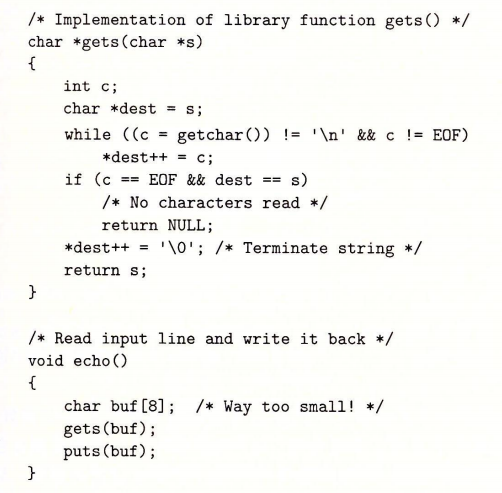 /* Implementation of library function gets() */
char *gets(char *s)
{
    int c;
    char *dest = s;
    while ((c = getchar()) != '\n' && c != EOF)
        *dest++ = c;
    if (c == EOF && dest == s)
        /* No characters read */
        return NULL;
    *dest++ = '\0'; /* Terminate string */
    return s;
}

/* Read input line and write it back */
void echo()
{
    char buf[8];  /* Way too small! */
    gets(buf);
    puts(buf);
}